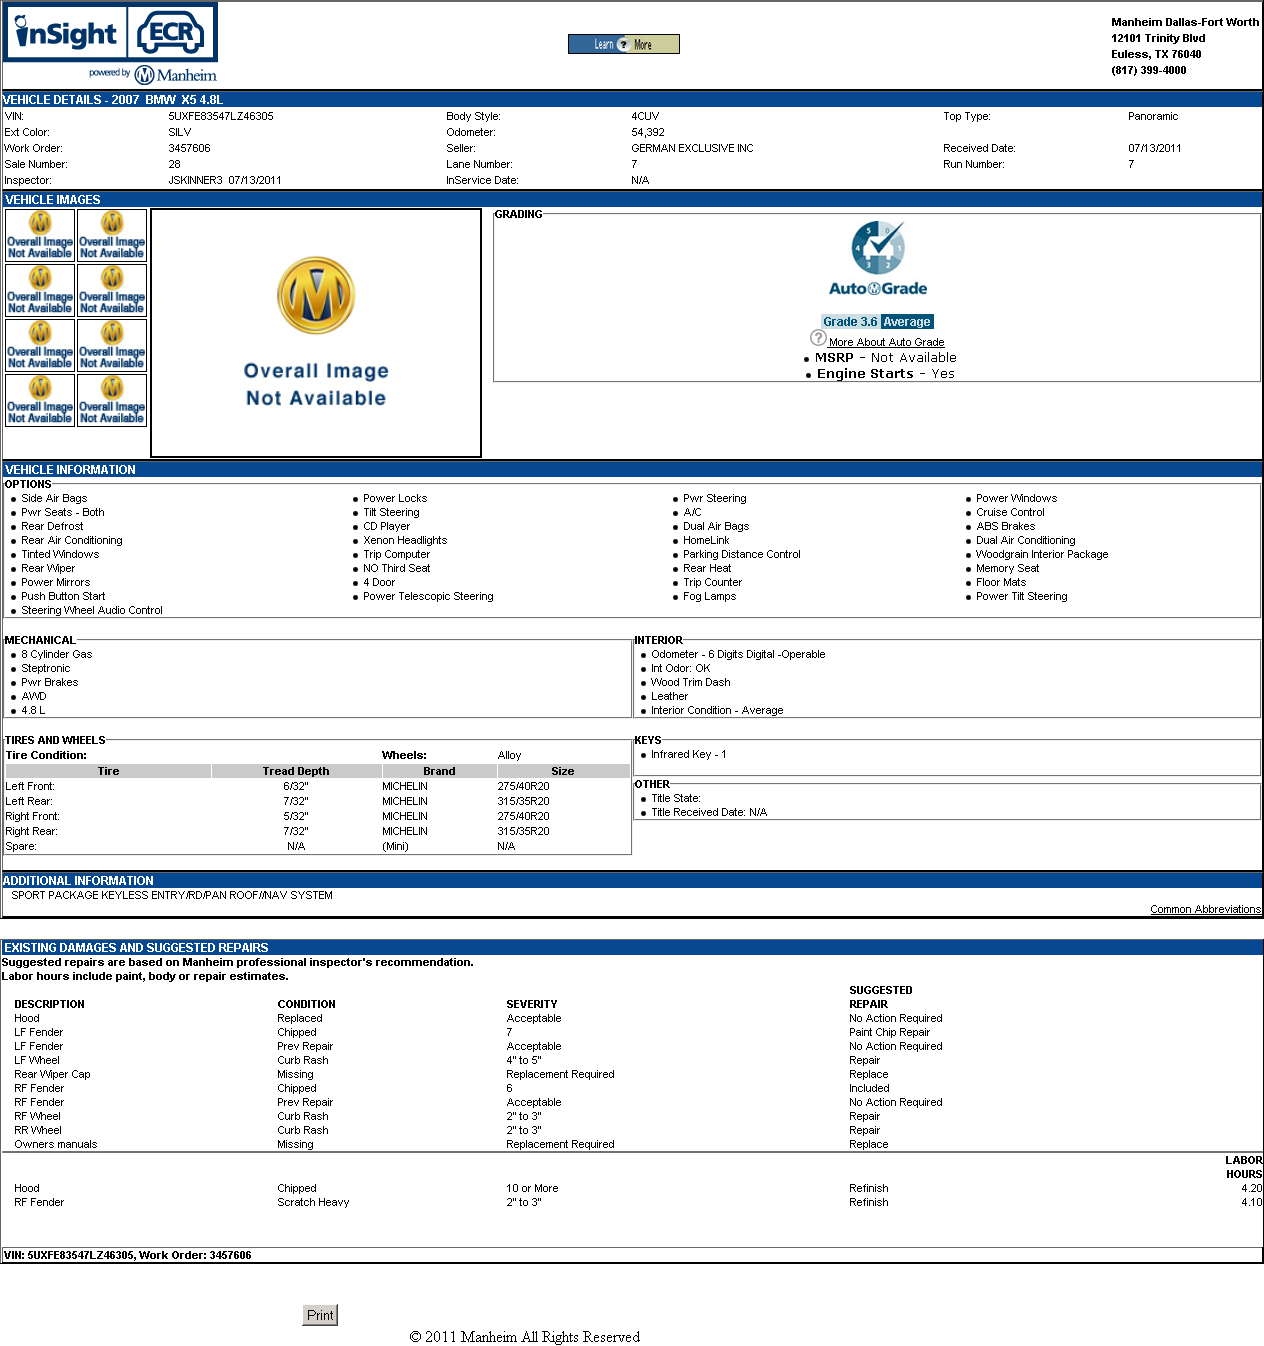 inSight ECR
powered by Manheim
Learn ? More
Manheim Dallas-Fort Worth
12101 Trinity Blvd
Euless, TX 76040
(817) 399-4000
VEHICLE DETAILS - 2007 BMW X5 4.8L
VIN: 5UXFE83547LZ46305 Body Style: 4CUV Top Type: Panoramic
Ext Color: SILV Odometer: 54,392
Work Order: 3457606 Seller: GERMAN EXCLUSIVE INC Received Date: 07/13/2011
Sale Number: 28 Lane Number: 7 Run Number: 7
Inspector: JSKINNER3 07/13/2011 InService Date: N/A
VEHICLE IMAGES
Overall Image Not Available Overall Image Not Available
Overall Image Not Available Overall Image Not Available
Overall Image Not Available Overall Image Not Available
Overall Image Not Available Overall Image Not Available
Overall Image
Not Available
GRADING
5 0 4 1 3 2
Auto Grade
Grade 3.6 Average
? More About Auto Grade
• MSRP - Not Available
• Engine Starts - Yes
VEHICLE INFORMATION
OPTIONS
• Side Air Bags • Power Locks • Pwr Steering • Power Windows
• Pwr Seats - Both • Tilt Steering • A/C • Cruise Control
• Rear Defrost • CD Player • Dual Air Bags • ABS Brakes
• Rear Air Conditioning • Xenon Headlights • HomeLink • Dual Air Conditioning
• Tinted Windows • Trip Computer • Parking Distance Control • Woodgrain Interior Package
• Rear Wiper • NO Third Seat • Rear Heat • Memory Seat
• Power Mirrors • 4 Door • Trip Counter • Floor Mats
• Push Button Start • Power Telescopic Steering • Fog Lamps • Power Tilt Steering
• Steering Wheel Audio Control
MECHANICAL
• 8 Cylinder Gas
• Steptronic
• Pwr Brakes
• AWD
• 4.8 L
INTERIOR
• Odometer - 6 Digits Digital -Operable
• Int Odor: OK
• Wood Trim Dash
• Leather
• Interior Condition - Average
TIRES AND WHEELS
Tire Condition: Wheels: Alloy
Tire Tread Depth Brand Size
Left Front: 6/32" MICHELIN 275/40R20
Left Rear: 7/32" MICHELIN 315/35R20
Right Front: 5/32" MICHELIN 275/40R20
Right Rear: 7/32" MICHELIN 315/35R20
Spare: N/A (Mini) N/A
KEYS
• Infrared Key - 1
OTHER
• Title State:
• Title Received Date: N/A
ADDITIONAL INFORMATION
SPORT PACKAGE KEYLESS ENTRY/RD/PAN ROOF//NAV SYSTEM
Common Abbreviations
EXISTING DAMAGES AND SUGGESTED REPAIRS
Suggested repairs are based on Manheim professional inspector's recommendation.
Labor hours include paint, body or repair estimates.
DESCRIPTION CONDITION SEVERITY SUGGESTED REPAIR
Hood Replaced Acceptable No Action Required
LF Fender Chipped 7 Paint Chip Repair
LF Fender Prev Repair Acceptable No Action Required
LF Wheel Curb Rash 4" to 5" Repair
Rear Wiper Cap Missing Replacement Required Replace
RF Fender Chipped 6 Included
RF Fender Prev Repair Acceptable No Action Required
RF Wheel Curb Rash 2" to 3" Repair
RR Wheel Curb Rash 2" to 3" Repair
Owners manuals Missing Replacement Required Replace
LABOR
HOURS
Hood Chipped 10 or More Refinish 4.20
RF Fender Scratch Heavy 2" to 3" Refinish 4.10
VIN: 5UXFE83547LZ46305, Work Order: 3457606
Print
© 2011 Manheim All Rights Reserved